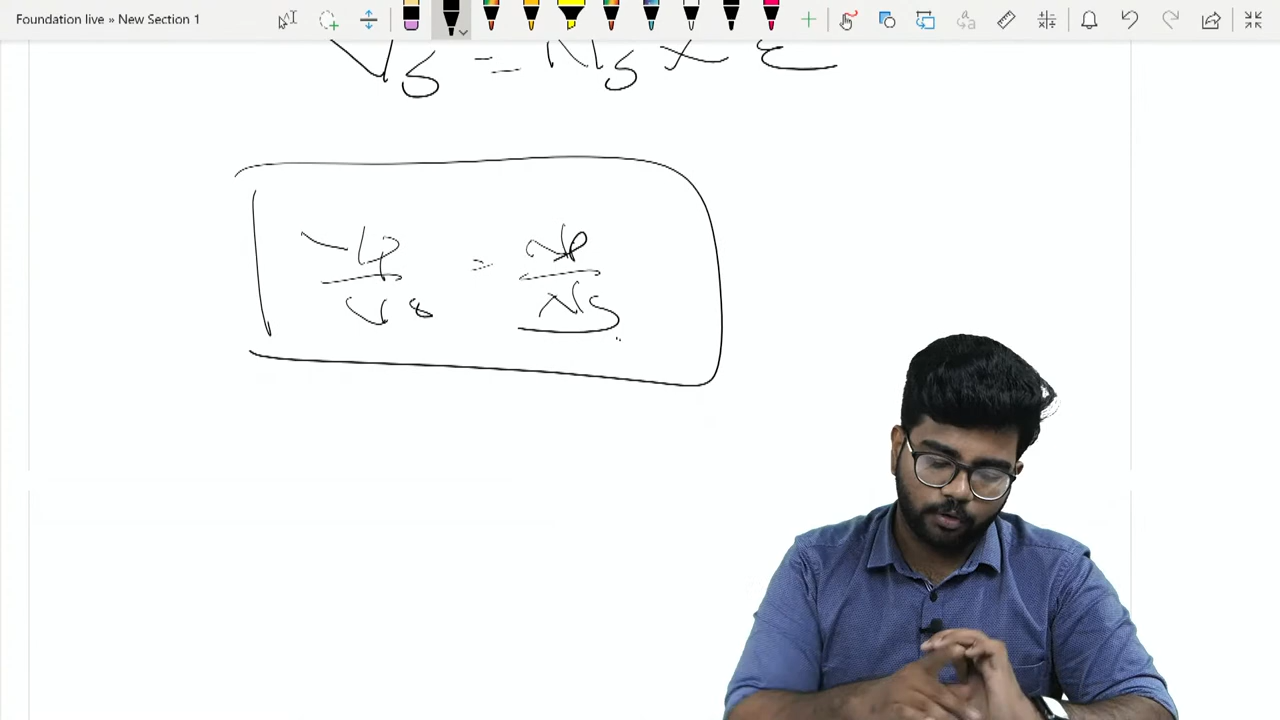 Foundation live » New Section 1
Vs = Ns x ε
Vp = Np
Vs Ns